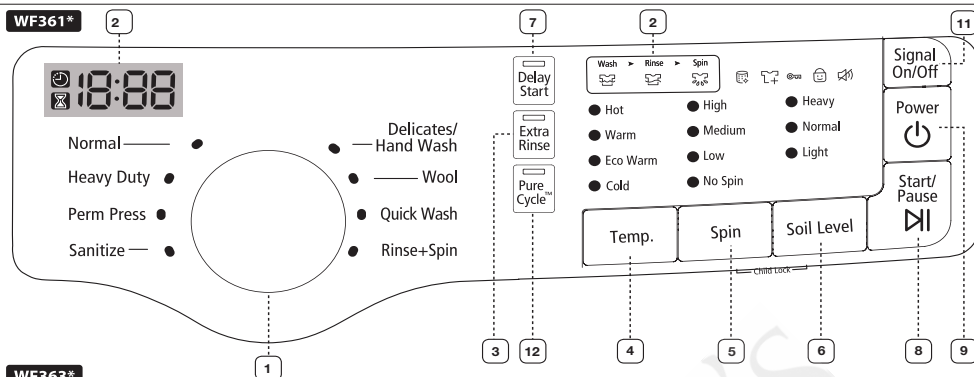 WF361*
2
7
2
11
18:88
Delay
Start
Wash ► Rinse ► Spin
Signal
On/Off
Hot
High
Heavy
Warm
Medium
Normal
Eco Warm
Low
Light
Cold
No Spin
Extra
Rinse
Pure
Cycle™
Power
Start/
Pause
Normal
Heavy Duty
Perm Press
Sanitize
Delicates/
Hand Wash
Wool
Quick Wash
Rinse+Spin
Temp.
Spin
Soil Level
Child Lock
1
3
12
4
5
6
8
9
WF363*